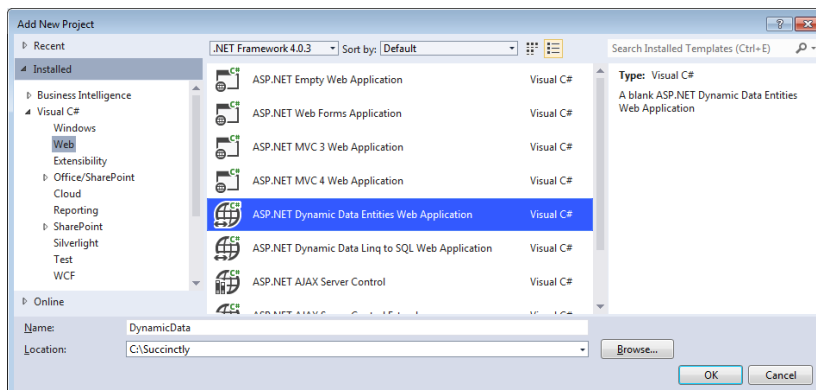 Add New Project
Recent
.NET Framework 4.0.3 Sort by: Default
Search Installed Templates (Ctrl+E)
Installed
Business Intelligence
Visual C#
Windows
Web
Extensibility
Office/SharePoint
Cloud
Reporting
SharePoint
Silverlight
Test
WCF
Online
ASP.NET Empty Web Application Visual C#
ASP.NET Web Forms Application Visual C#
ASP.NET MVC 3 Web Application Visual C#
ASP.NET MVC 4 Web Application Visual C#
ASP.NET Dynamic Data Entities Web Application Visual C#
ASP.NET Dynamic Data Linq to SQL Web Application Visual C#
ASP.NET AJAX Server Control Visual C#
Type: Visual C#
A blank ASP.NET Dynamic Data Entities
Web Application
Name: DynamicData
Location: C:\Succinctly
Browse...
OK Cancel